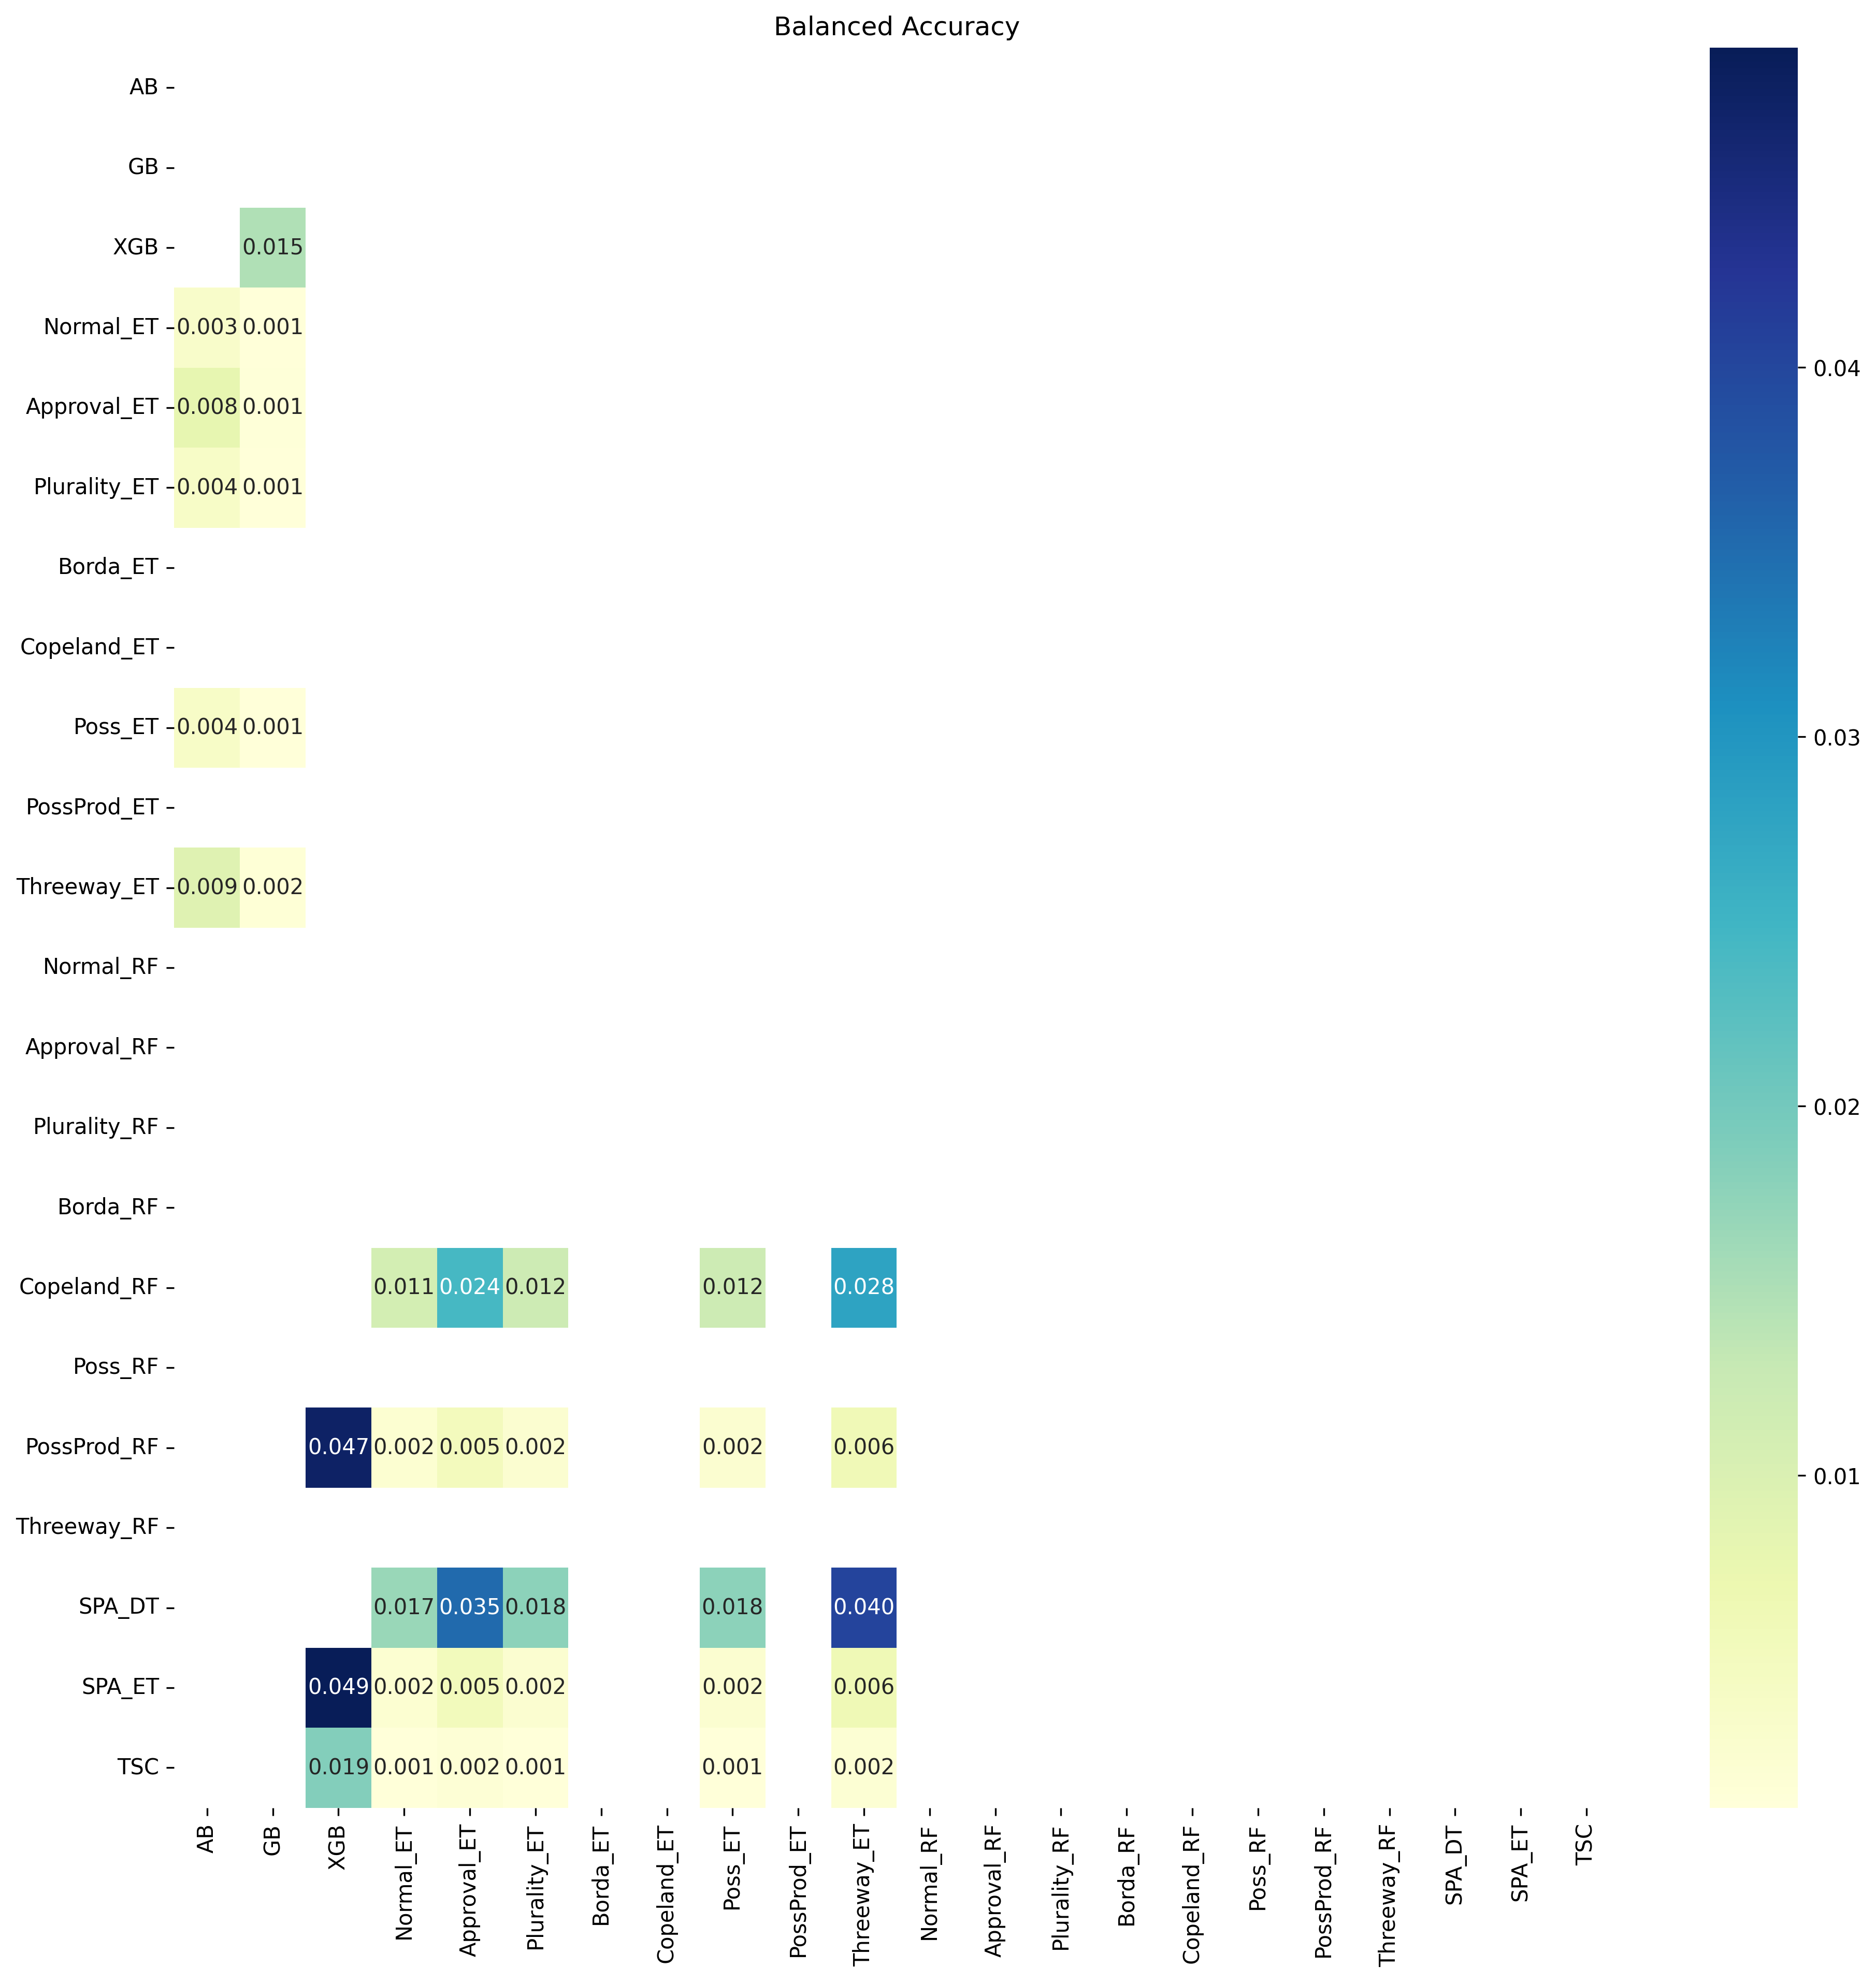 Balanced Accuracy
AB
GB
XGB 0.015
Normal_ET 0.003 0.001
Approval_ET 0.008 0.001
Plurality_ET 0.004 0.001
Borda_ET
Copeland_ET
Poss_ET 0.004 0.001
PossProd_ET
Threeway_ET 0.009 0.002
Normal_RF
Approval_RF
Plurality_RF
Borda_RF
Copeland_RF 0.011 0.024 0.012 0.012 0.028
Poss_RF
PossProd_RF 0.047 0.002 0.005 0.002 0.002 0.006
Threeway_RF
SPA_DT 0.017 0.035 0.018 0.018 0.040
SPA_ET 0.049 0.002 0.005 0.002 0.002 0.006
TSC 0.019 0.001 0.002 0.001 0.001 0.002
AB
GB
XGB
Normal_ET
Approval_ET
Plurality_ET
Borda_ET
Copeland_ET
Poss_ET
PossProd_ET
Threeway_ET
Normal_RF
Approval_RF
Plurality_RF
Borda_RF
Copeland_RF
Poss_RF
PossProd_RF
Threeway_RF
SPA_DT
SPA_ET
TSC
0.04
0.03
0.02
0.01